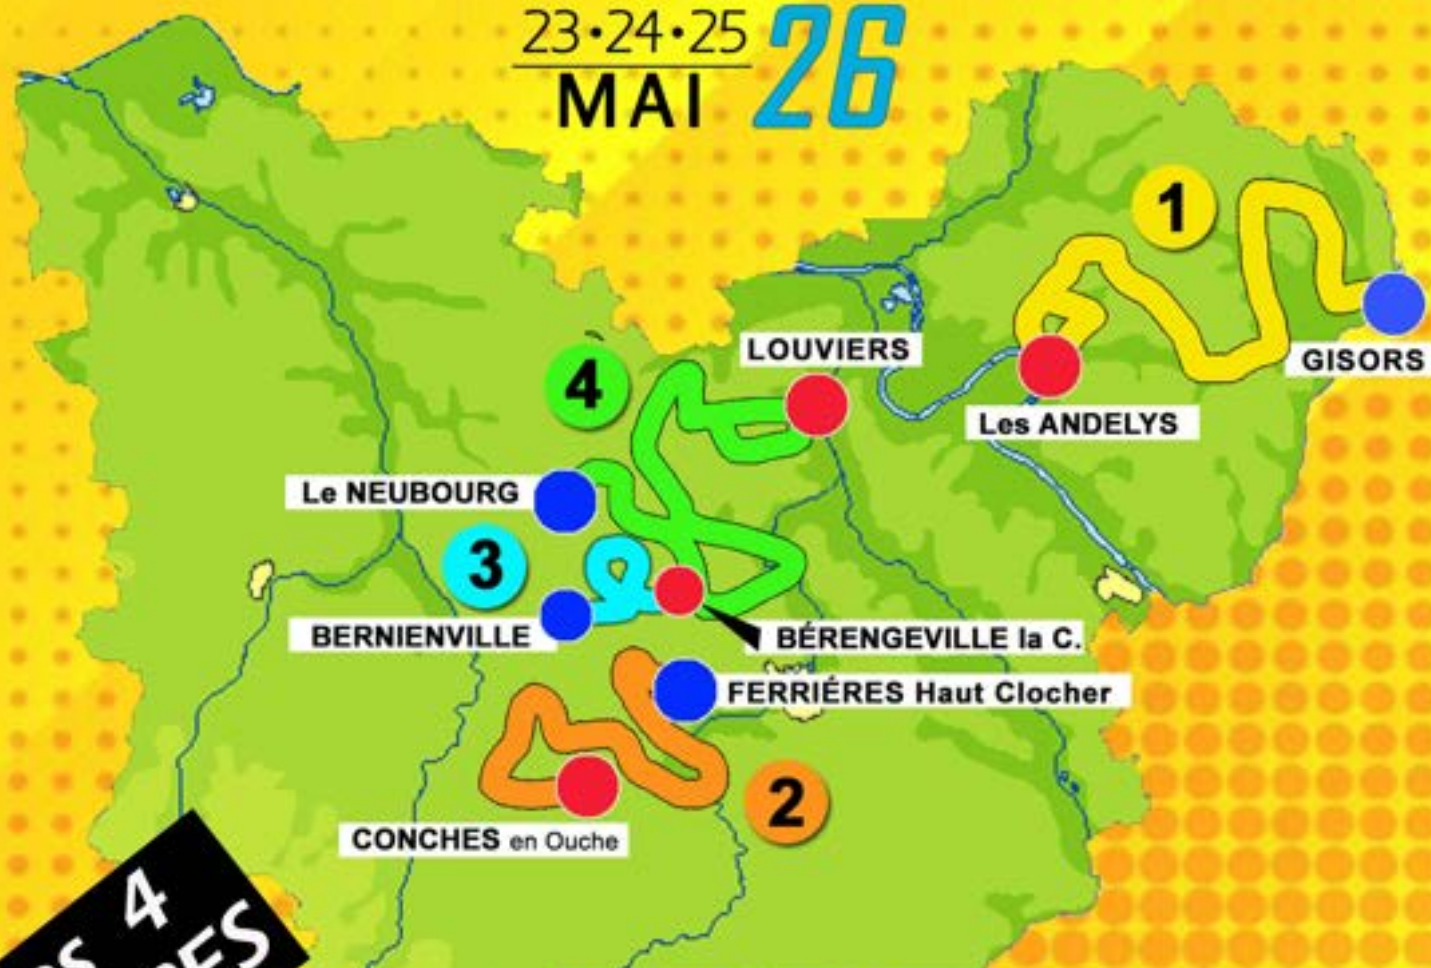 23•24•25
MAI
26
1
GISORS
LOUVIERS
Les ANDELYS
4
Le NEUBOURG
3
BERNIENVILLE
BÉRENGEVILLE la C.
FERRIÉRES Haut Clocher
2
CONCHES en Ouche
4